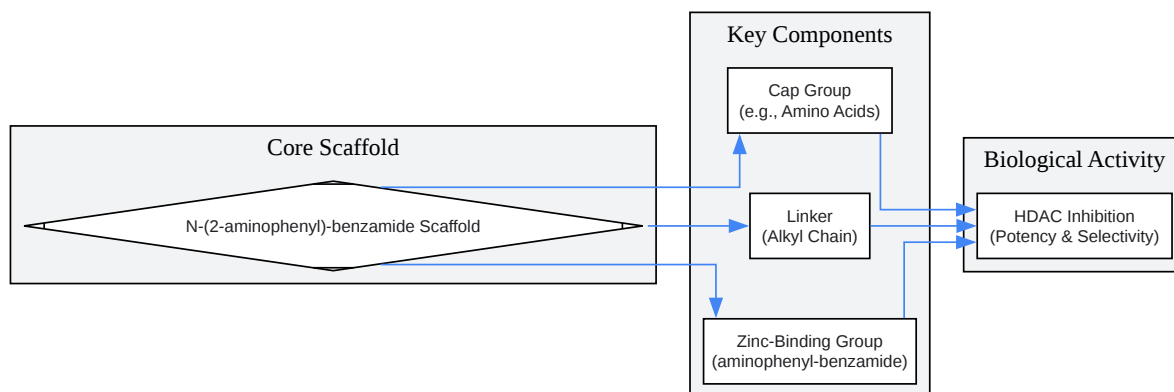 Core Scaffold
N-(2-aminophenyl)-benzamide Scaffold
Key Components
Cap Group
(e.g., Amino Acids)
Linker
(Alkyl Chain)
Zinc-Binding Group
(aminophenyl-benzamide)
Biological Activity
HDAC Inhibition
(Potency & Selectivity)